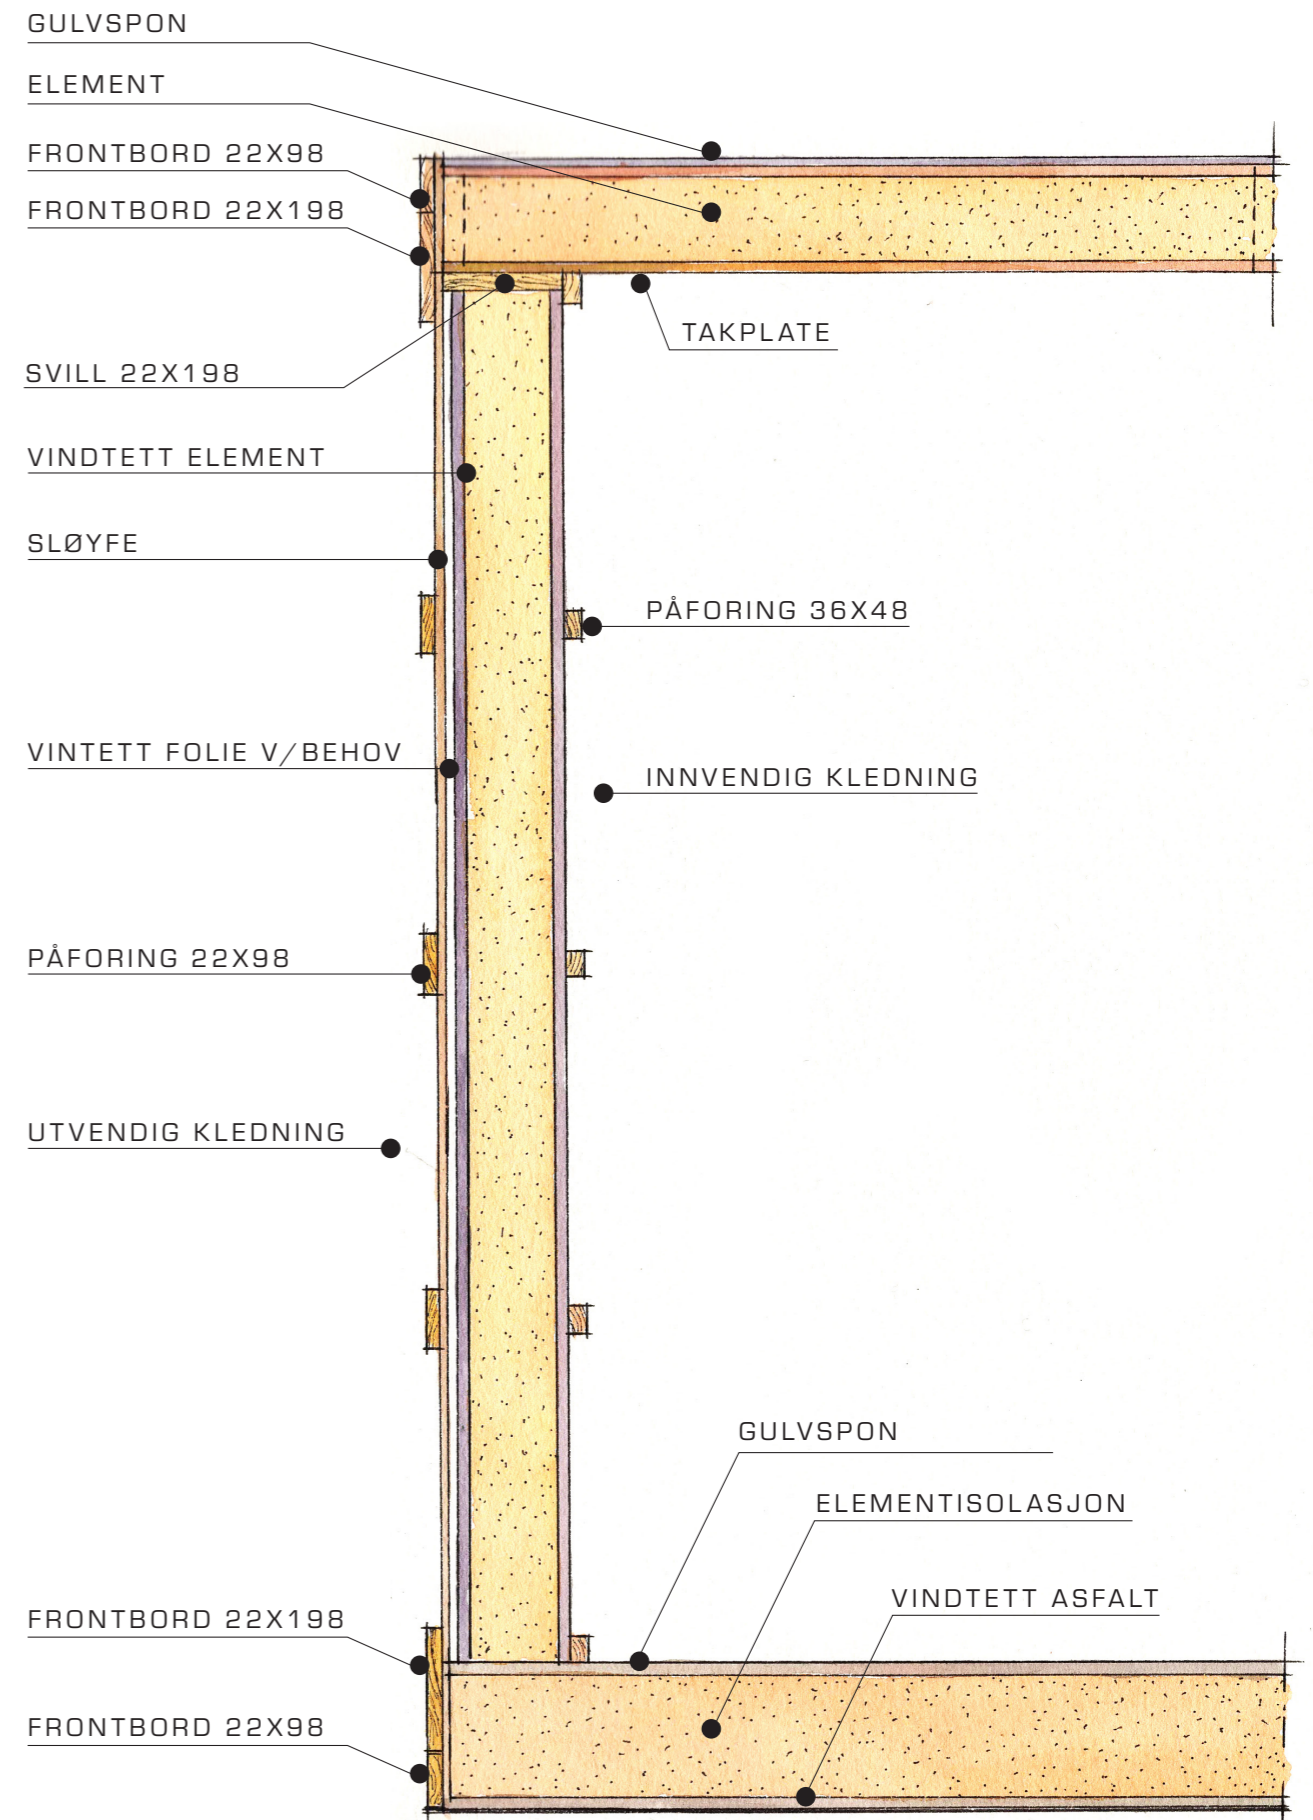 GULVSPON
ELEMENT
FRONTBORD 22X98
FRONTBORD 22X198
TAKPLATE
SVILL 22X198
VINDTETT ELEMENT
SLØYFE
PÅFORING 36X48
VINTETT FOLIE V/BEHOV
INNVENDIG KLEDNING
PÅFORING 22X98
UTVENDIG KLEDNING
GULVSPON
ELEMENTISOLASJON
VINDTETT ASFALT
FRONTBORD 22X198
FRONTBORD 22X98